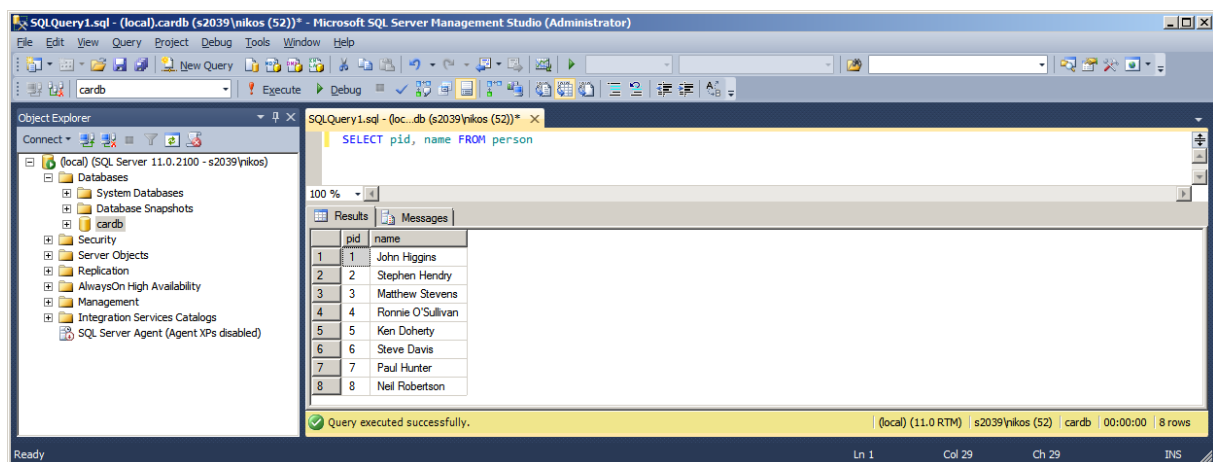 SQLQuery1.sql - (local).cardb (s2039\nikos (52))* - Microsoft SQL Server Management Studio (Administrator)
File Edit View Query Project Debug Tools Window Help
New Query
cardb Execute Debug
Object Explorer
Connect
(local) (SQL Server 11.0.2100 - s2039\nikos)
Databases
System Databases
Database Snapshots
cardb
Security
Server Objects
Replication
AlwaysOn High Availability
Management
Integration Services Catalogs
SQL Server Agent (Agent XPs disabled)
SQLQuery1.sql - (loc...db (s2039\nikos (52))*
SELECT pid, name FROM person
100 %
Results Messages
pid name
1 1 John Higgins
2 2 Stephen Hendry
3 3 Matthew Stevens
4 4 Ronnie O'Sullivan
5 5 Ken Doherty
6 6 Steve Davis
7 7 Paul Hunter
8 8 Neil Robertson
Query executed successfully. (local) (11.0 RTM) s2039\nikos (52) cardb 00:00:00 8 rows
Ready Ln 1 Col 29 Ch 29 INS